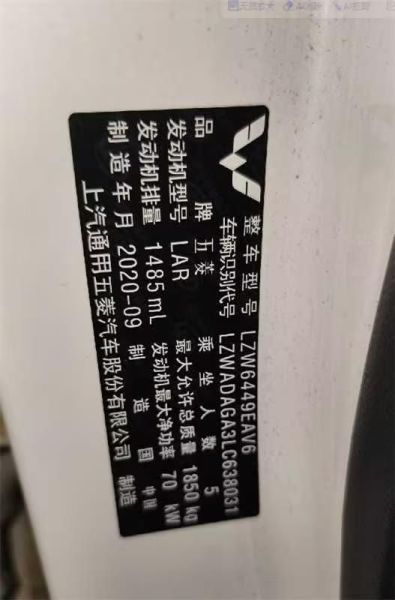 整车型号 LZW6449EAV6
车辆识别代号 LZWADAGA3LC638031
品牌 五菱 乘坐人数 5
发动机型号 LAR 最大允许总质量 1850 kg
发动机排量 1485 mL 发动机最大净功率 70 kW
制造年月 2020-09 制造国 中国
上汽通用五菱汽车股份有限公司 制造